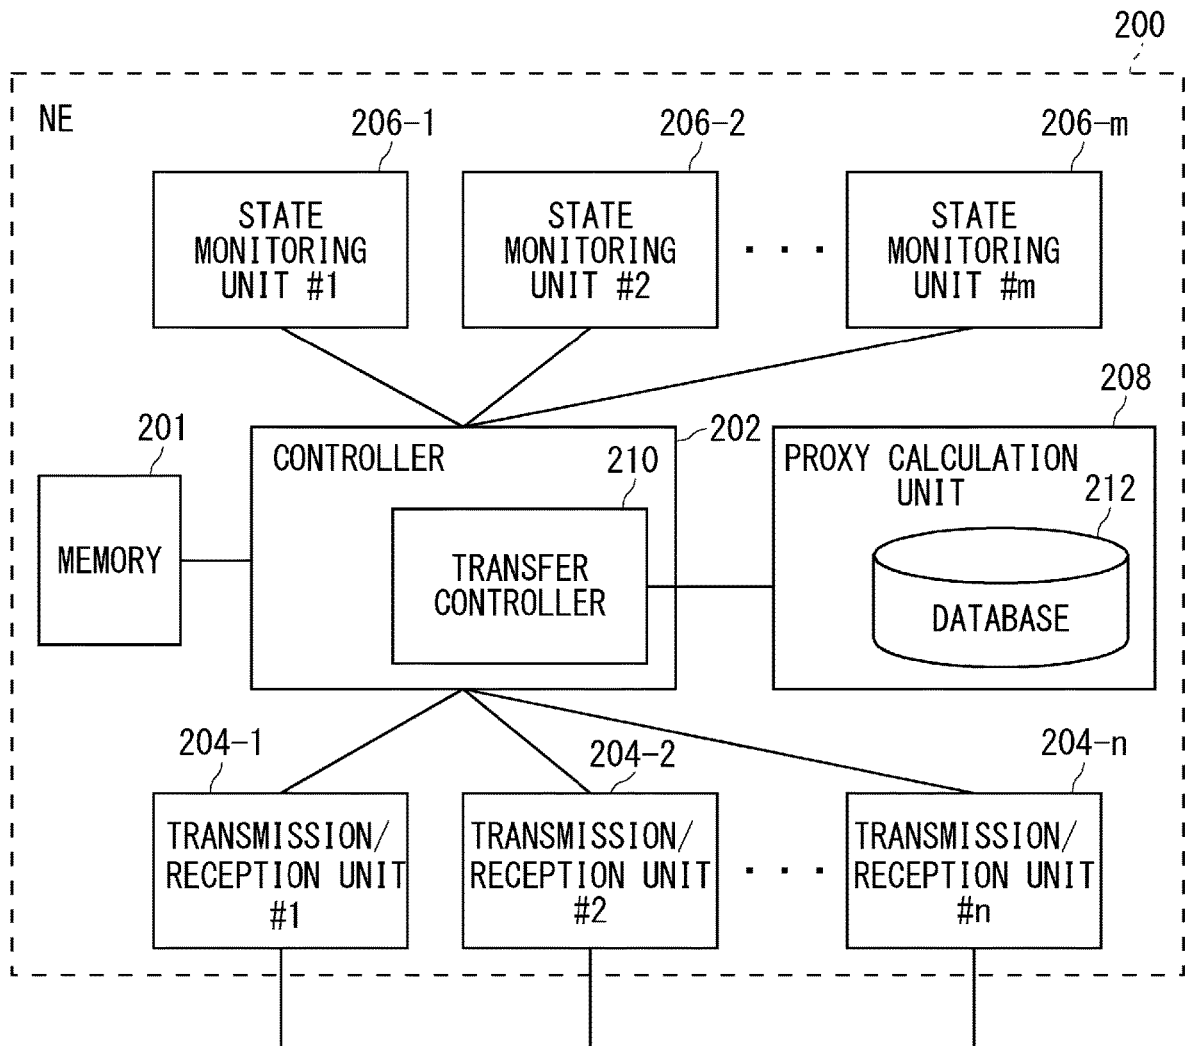 200
NE
206-1
206-2
206-m
STATE
MONITORING
UNIT #1
STATE
MONITORING
UNIT #2
. . .
STATE
MONITORING
UNIT #m
201
MEMORY
202
CONTROLLER
210
TRANSFER
CONTROLLER
208
PROXY CALCULATION
UNIT
212
DATABASE
204-1
204-2
204-n
TRANSMISSION/
RECEPTION UNIT
#1
TRANSMISSION/
RECEPTION UNIT
#2
. . .
TRANSMISSION/
RECEPTION UNIT
#n